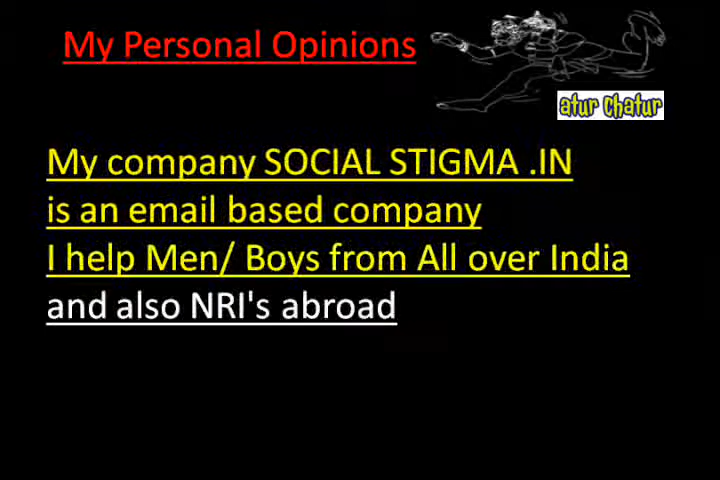 My Personal Opinions
atur chatur
My company SOCIAL STIGMA .IN
is an email based company
I help Men/ Boys from All over India
and also NRI's abroad